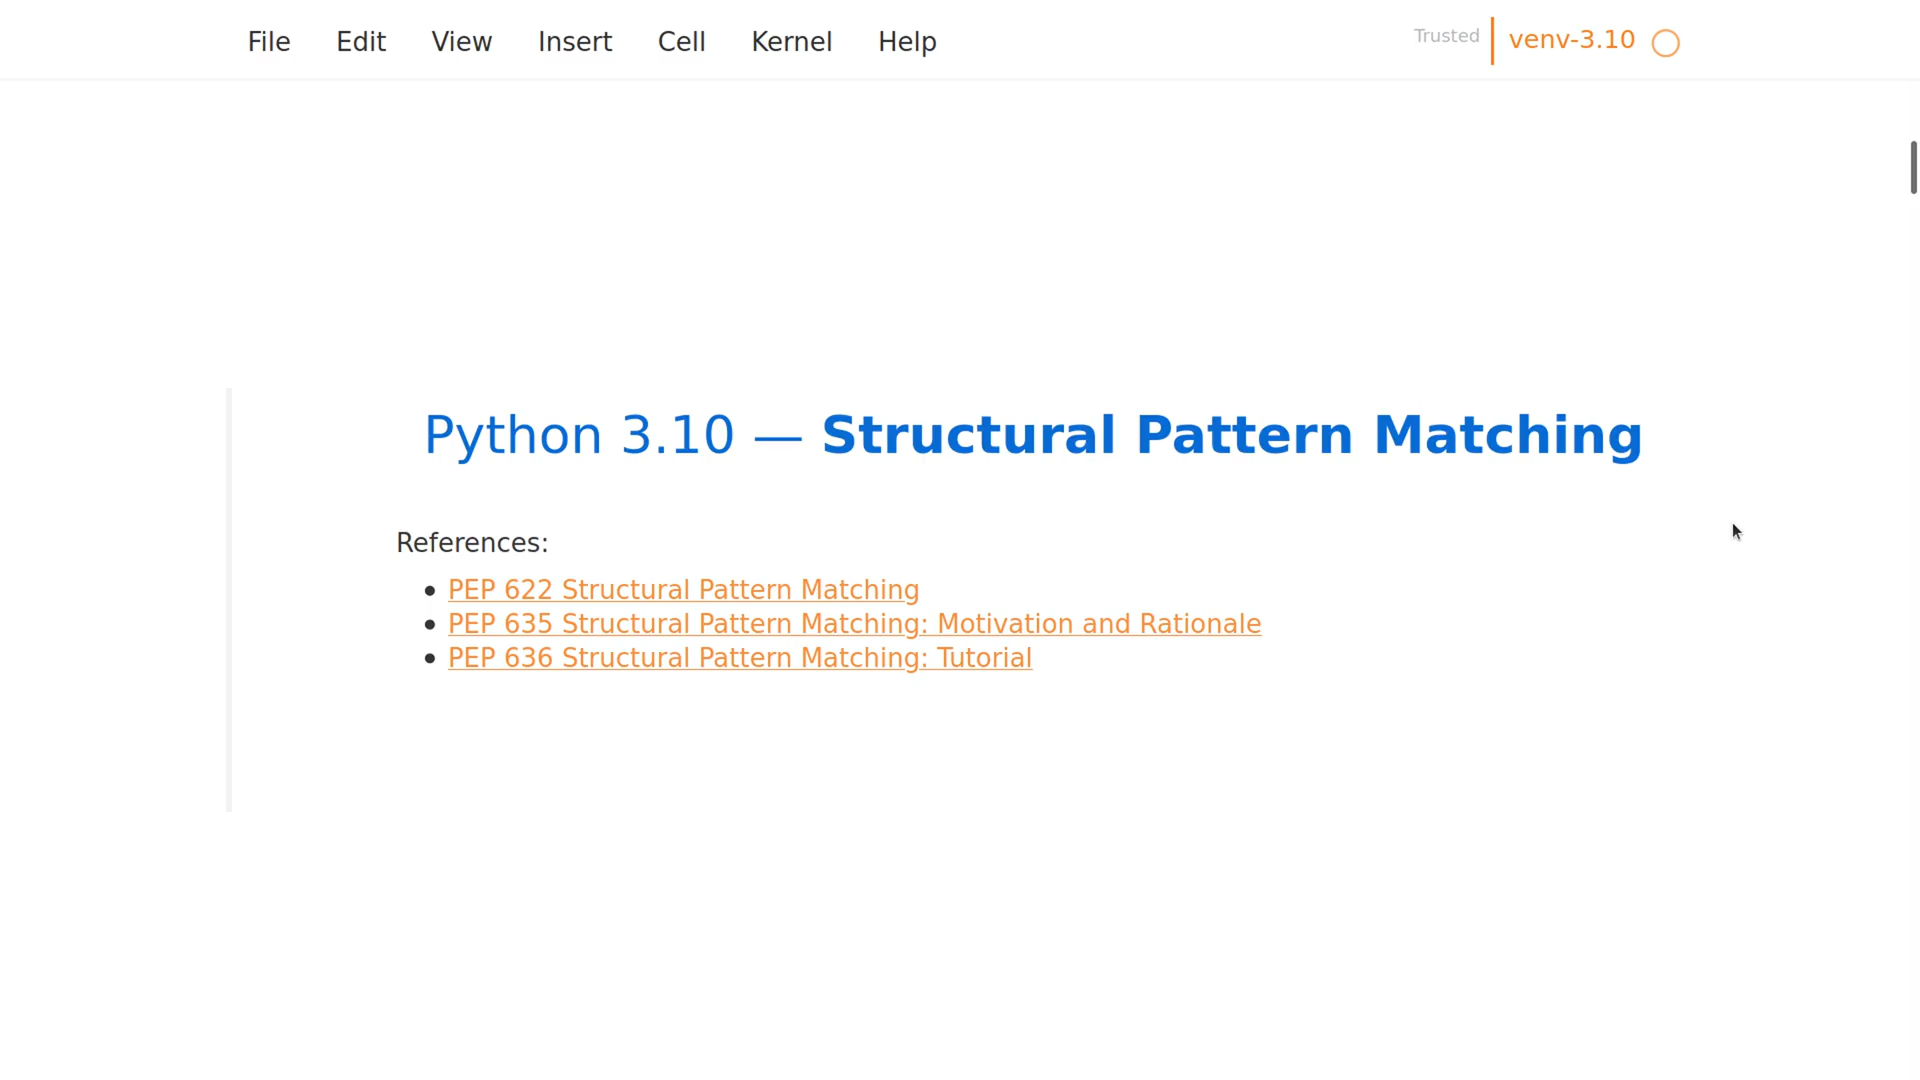 File Edit View Insert Cell Kernel Help Trusted venv-3.10
Python 3.10 — Structural Pattern Matching
References:
PEP 622 Structural Pattern Matching
PEP 635 Structural Pattern Matching: Motivation and Rationale
PEP 636 Structural Pattern Matching: Tutorial